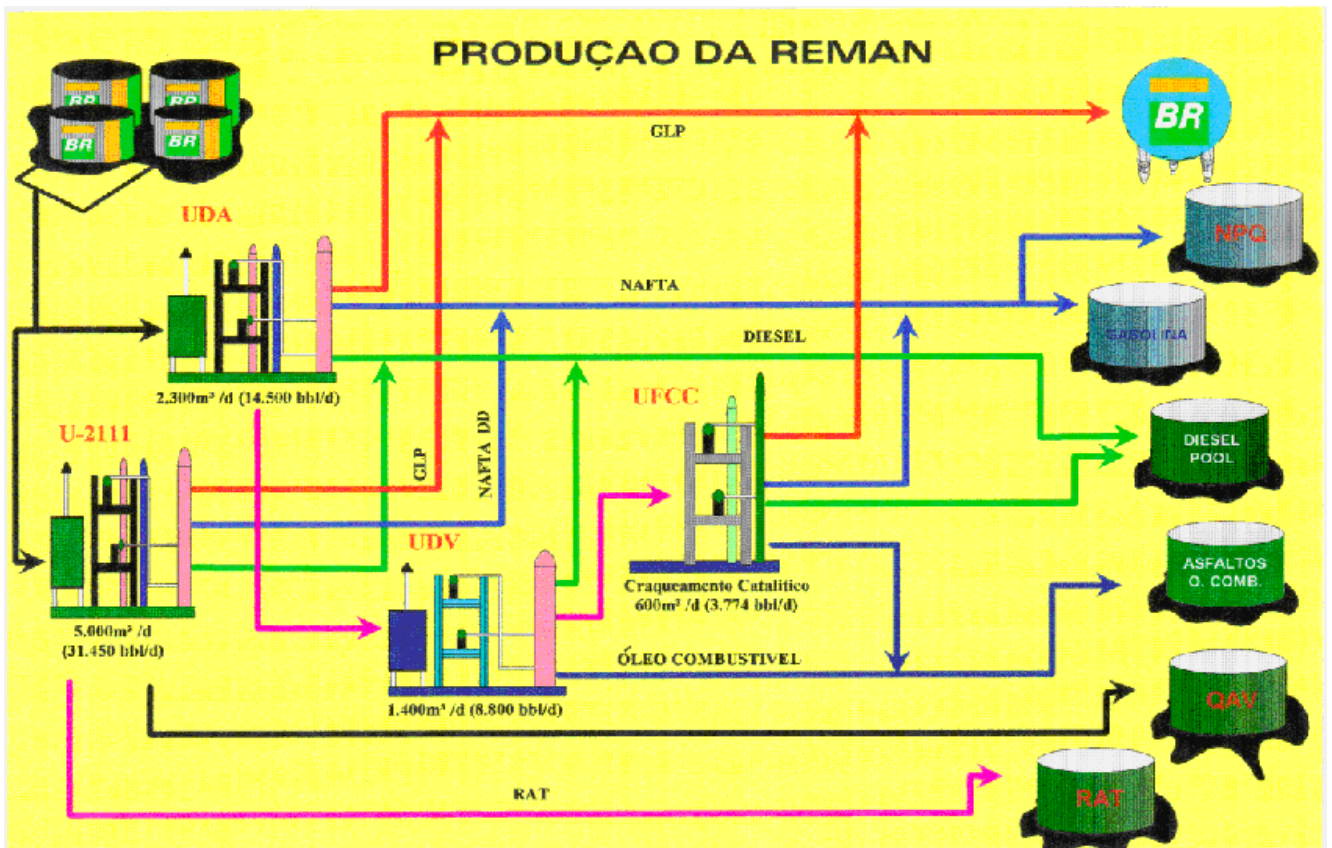 PRODUÇAO DA REMAN
BR
BR
BR
BR
BR
GLP
UDA
NPQ
NAFTA
GASOLINA
DIESEL
2.300m³ /d (14.500 bbl/d)
UFCC
U-2111
GLP
NAFTA DD
DIESEL
POOL
UDV
ASFALTOS
O. COMB.
Craqueamento Catalitico
600m³ /d (3.774 bbl/d)
5.000m³ /d
(31.450 bbl/d)
ÓLEO COMBUSTIVEL
QAV
1.400m³ /d (8.800 bbl/d)
RAT
RAT